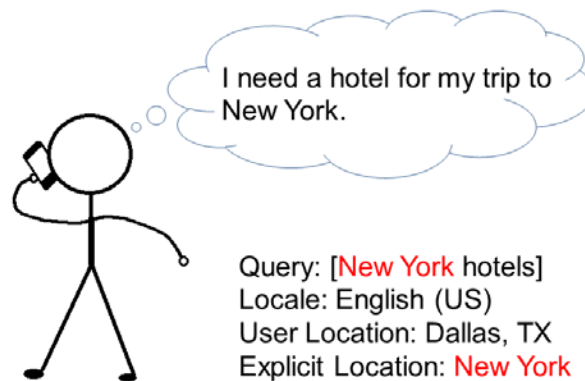 I need a hotel for my trip to
New York.
Query: [New York hotels]
Locale: English (US)
User Location: Dallas, TX
Explicit Location: New York